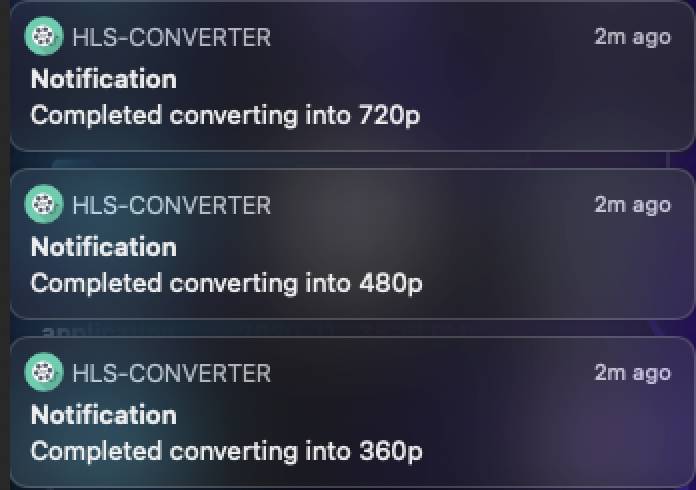 HLS-CONVERTER 2m ago
Notification
Completed converting into 720p
HLS-CONVERTER 2m ago
Notification
Completed converting into 480p
application
HLS-CONVERTER 2m ago
Notification
Completed converting into 360p